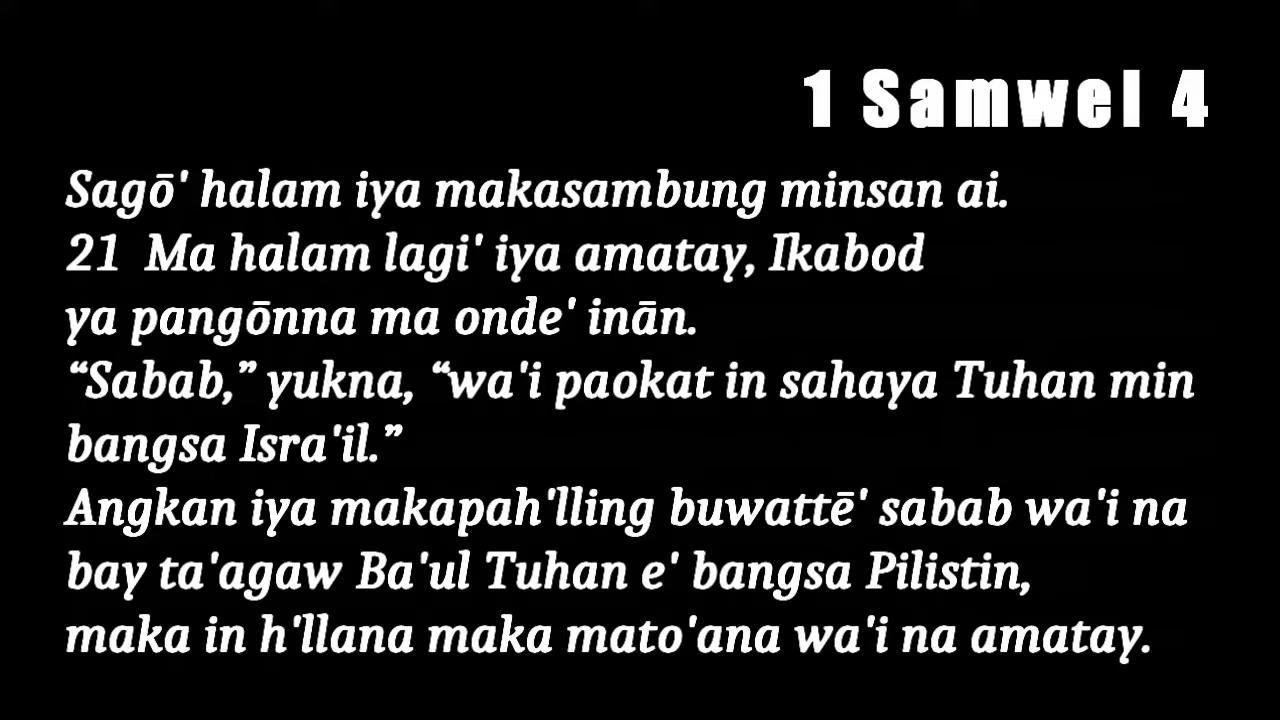 1 Samwel 4
Sagō' halam iya makasambung minsan ai.
21 Ma halam lagi' iya amatay, Ikabod
ya pangōnna ma onde' inān.
“Sabab,” yukna, “wa'i paokat in sahaya Tuhan min
bangsa Isra'il.”
Angkan iya makapah'lling buwattē' sabab wa'i na
bay ta'agaw Ba'ul Tuhan e' bangsa Pilistin,
maka in h'llana maka mato'ana wa'i na amatay.